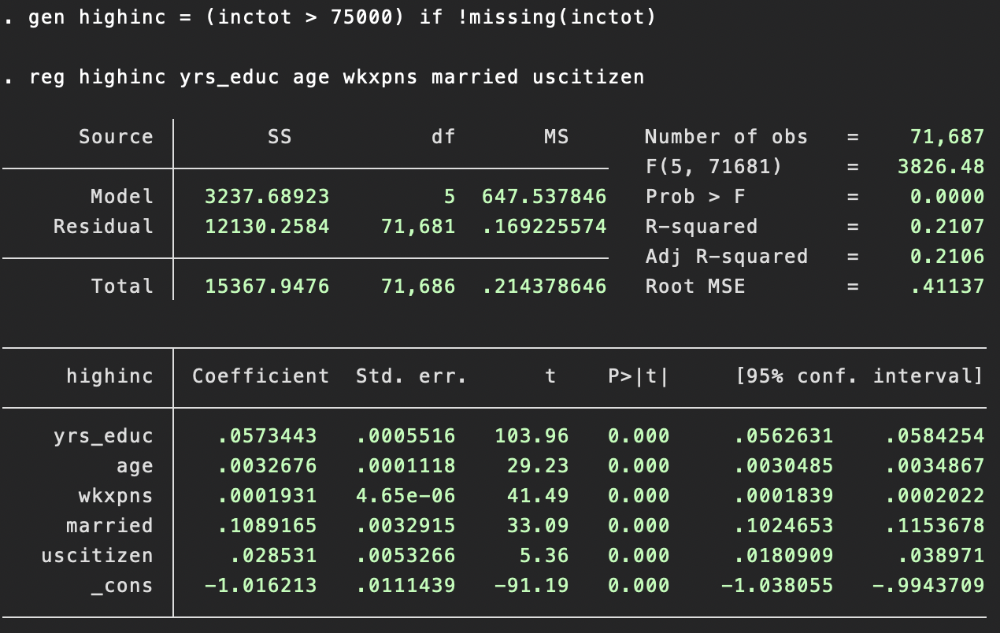 . gen highinc = (inctot > 75000) if !missing(inctot)
. reg highinc yrs_educ age wkxpns married uscitizen
Source SS df MS Number of obs = 71,687
F(5, 71681) = 3826.48
Model 3237.68923 5 647.537846 Prob > F = 0.0000
Residual 12130.2584 71,681 .169225574 R-squared = 0.2107
Adj R-squared = 0.2106
Total 15367.9476 71,686 .214378646 Root MSE = .41137
highinc Coefficient Std. err. t P>|t| [95% conf. interval]
yrs_educ .0573443 .0005516 103.96 0.000 .0562631 .0584254
age .0032676 .0001118 29.23 0.000 .0030485 .0034867
wkxpns .0001931 4.65e-06 41.49 0.000 .0001839 .0002022
married .1089165 .0032915 33.09 0.000 .1024653 .1153678
uscitizen .028531 .0053266 5.36 0.000 .0180909 .038971
_cons -1.016213 .0111439 -91.19 0.000 -1.038055 -.9943709